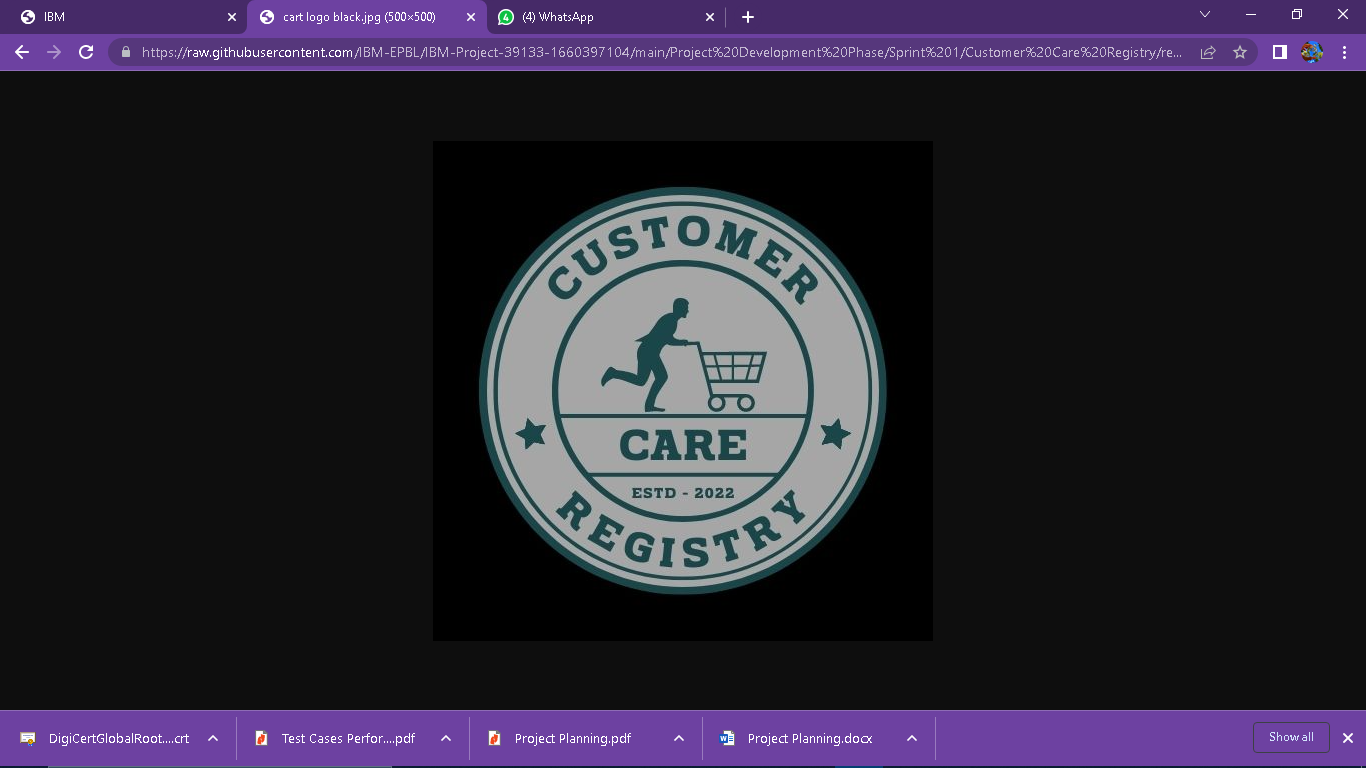 IBM
cart logo black.jpg (500×500)
(4) WhatsApp
https://raw.githubusercontent.com/IBM-EPBL/IBM-Project-39133-1660397104/main/Project%20Development%20Phase/Sprint%201/Customer%20Care%20Registry/re...
CUSTOMER
CARE
ESTD - 2022
REGISTRY
DigiCertGlobalRoot....crt
Test Cases Perfor....pdf
Project Planning.pdf
Project Planning.docx
Show all